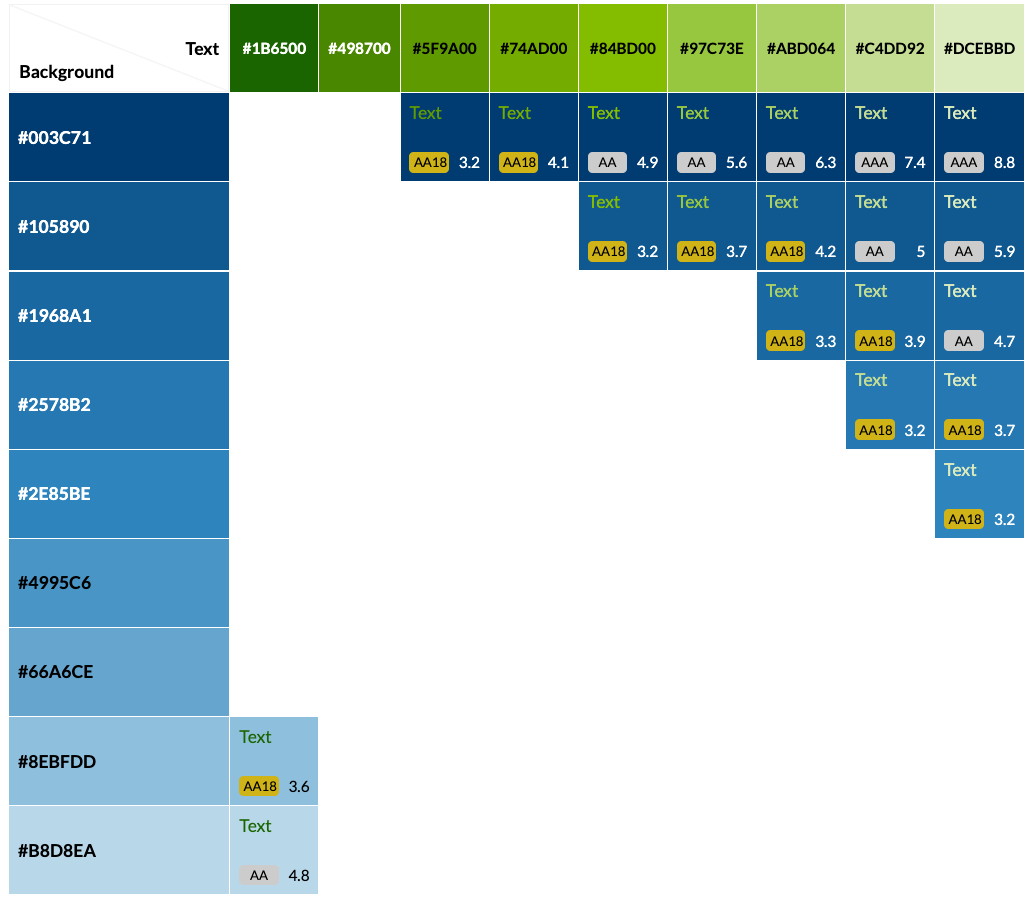 Text
Background
#1B6500 #498700 #5F9A00 #74AD00 #84BD00 #97C73E #ABD064 #C4DD92 #DCEBBD
#003C71
Text Text Text Text Text Text Text
AA18 3.2 AA18 4.1 AA 4.9 AA 5.6 AA 6.3 AAA 7.4 AAA 8.8
#105890
Text Text Text Text Text
AA18 3.2 AA18 3.7 AA18 4.2 AA 5 AA 5.9
#1968A1
Text Text Text
AA18 3.3 AA18 3.9 AA 4.7
#2578B2
Text Text
AA18 3.2 AA18 3.7
#2E85BE
Text
AA18 3.2
#4995C6
#66A6CE
#8EBFDD
Text
AA18 3.6
#B8D8EA
Text
AA 4.8